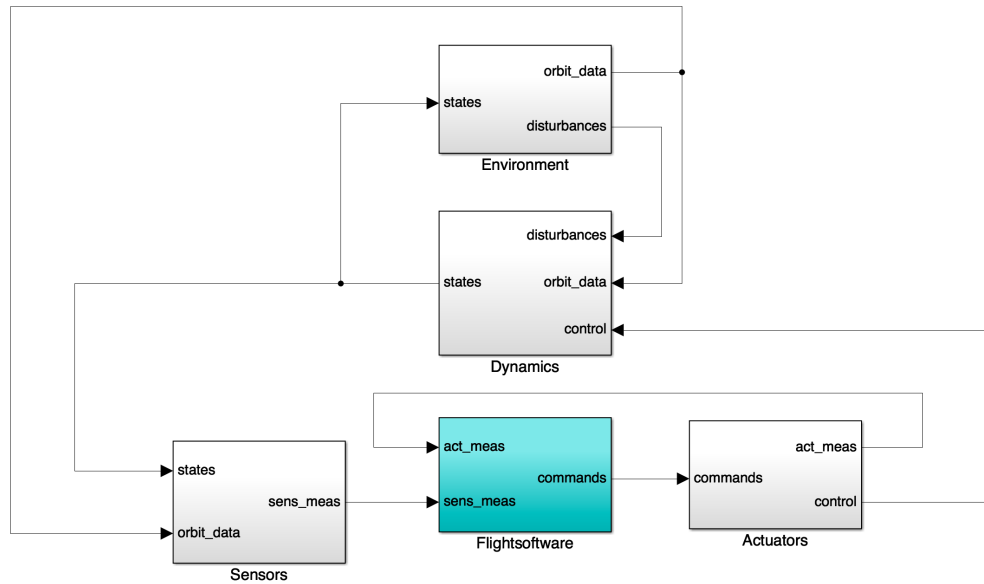 orbit_data
states
disturbances
Environment
disturbances
states
orbit_data
control
Dynamics
states
sens_meas
orbit_data
Sensors
act_meas
commands
sens_meas
Flightsoftware
act_meas
commands
control
Actuators